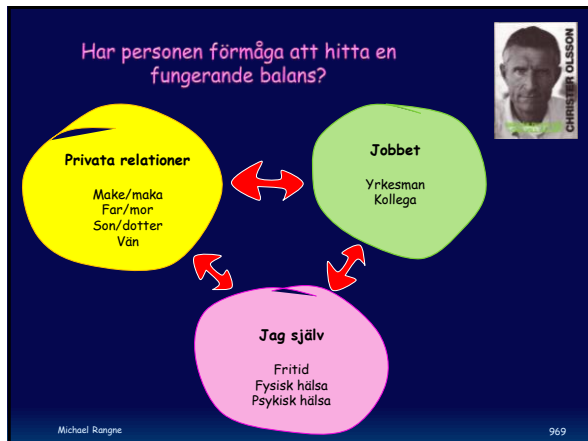 Har personen förmåga att hitta en
fungerande balans?
CHRISTER OLSSON
Privata relationer
Make/maka
Far/mor
Son/dotter
Vän
Jobbet
Yrkesman
Kollega
Jag själv
Fritid
Fysisk hälsa
Psykisk hälsa
Michael Rangne
969